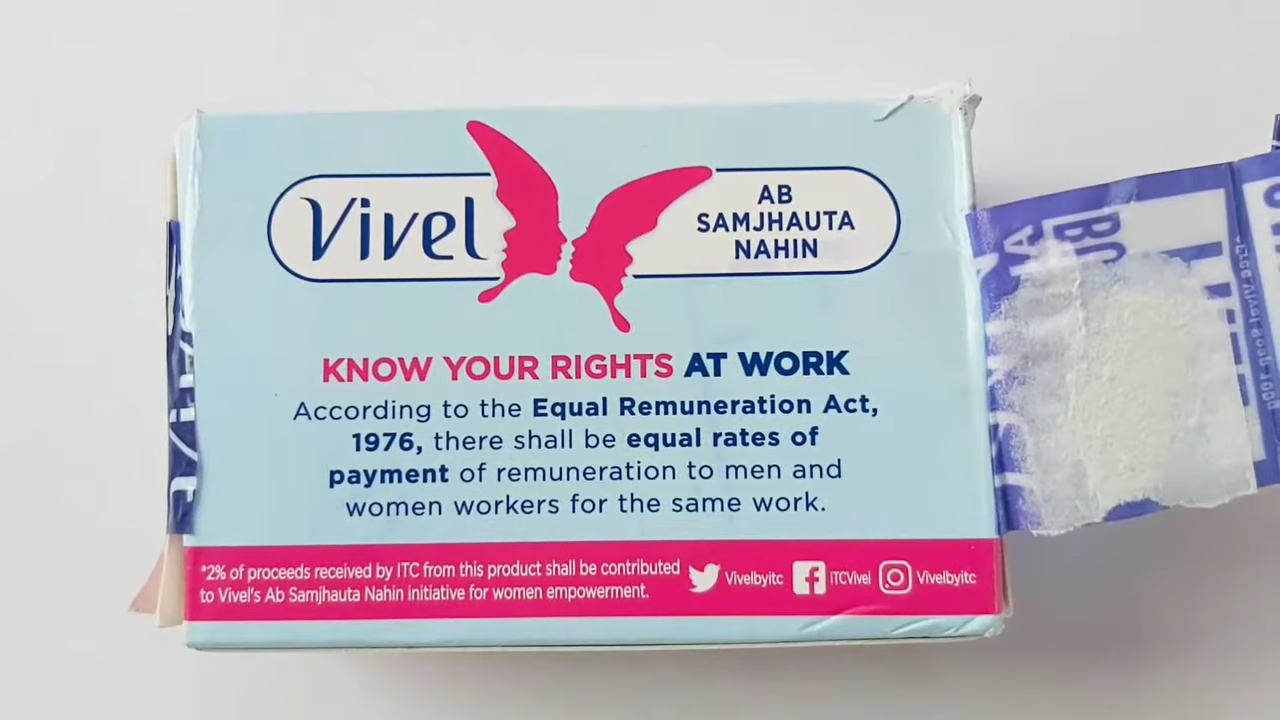 Vivel
AB
SAMJHAUTA
NAHIN
KNOW YOUR RIGHTS AT WORK
According to the Equal Remuneration Act,
1976, there shall be equal rates of
payment of remuneration to men and
women workers for the same work.
*2% of proceeds received by ITC from this product shall be contributed
to Vivel's Ab Samjhauta Nahin initiative for women empowerment.
Vivelbyitc
ITCVivel
Vivelbyitc